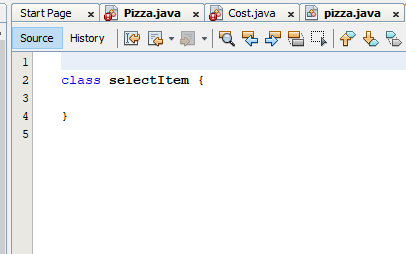 Start Page Pizza.java Cost.java pizza.java
Source History
1
2 class selectItem {
3
4 }
5